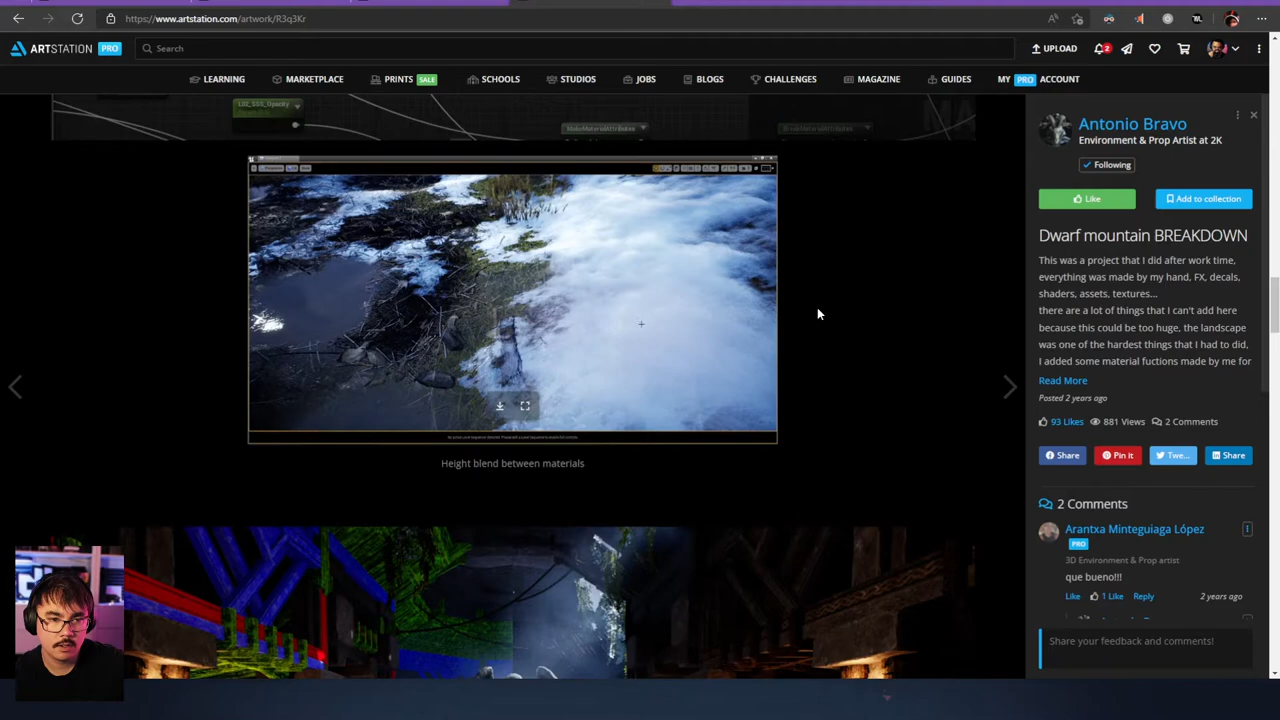 https://www.artstation.com/artwork/R3q3Kr
ARTSTATION PRO
Search
UPLOAD
2
LEARNING
MARKETPLACE
PRINTS SALE
SCHOOLS
STUDIOS
JOBS
BLOGS
CHALLENGES
MAGAZINE
GUIDES
MY PRO ACCOUNT
L02_SSS_Opacity
MakeMaterialAttributes
BreakMaterialAttributes
Height blend between materials
Antonio Bravo
Environment & Prop Artist at 2K
Following
Like
Add to collection
Dwarf mountain BREAKDOWN
This was a project that I did after work time,
everything was made by my hand, FX, decals,
shaders, assets, textures...
there are a lot of things that I can't add here
because this could be too huge, the landscape
was one of the hardest things that I had to did,
I added some material fuctions made by me for
Read More
Posted 2 years ago
93 Likes 881 Views 2 Comments
Share
Pin it
Twe...
Share
2 Comments
Arantxa Minteguiaga López
PRO
3D Environment & Prop artist
que bueno!!!
Like 1 Like Reply 2 years ago
Share your feedback and comments!